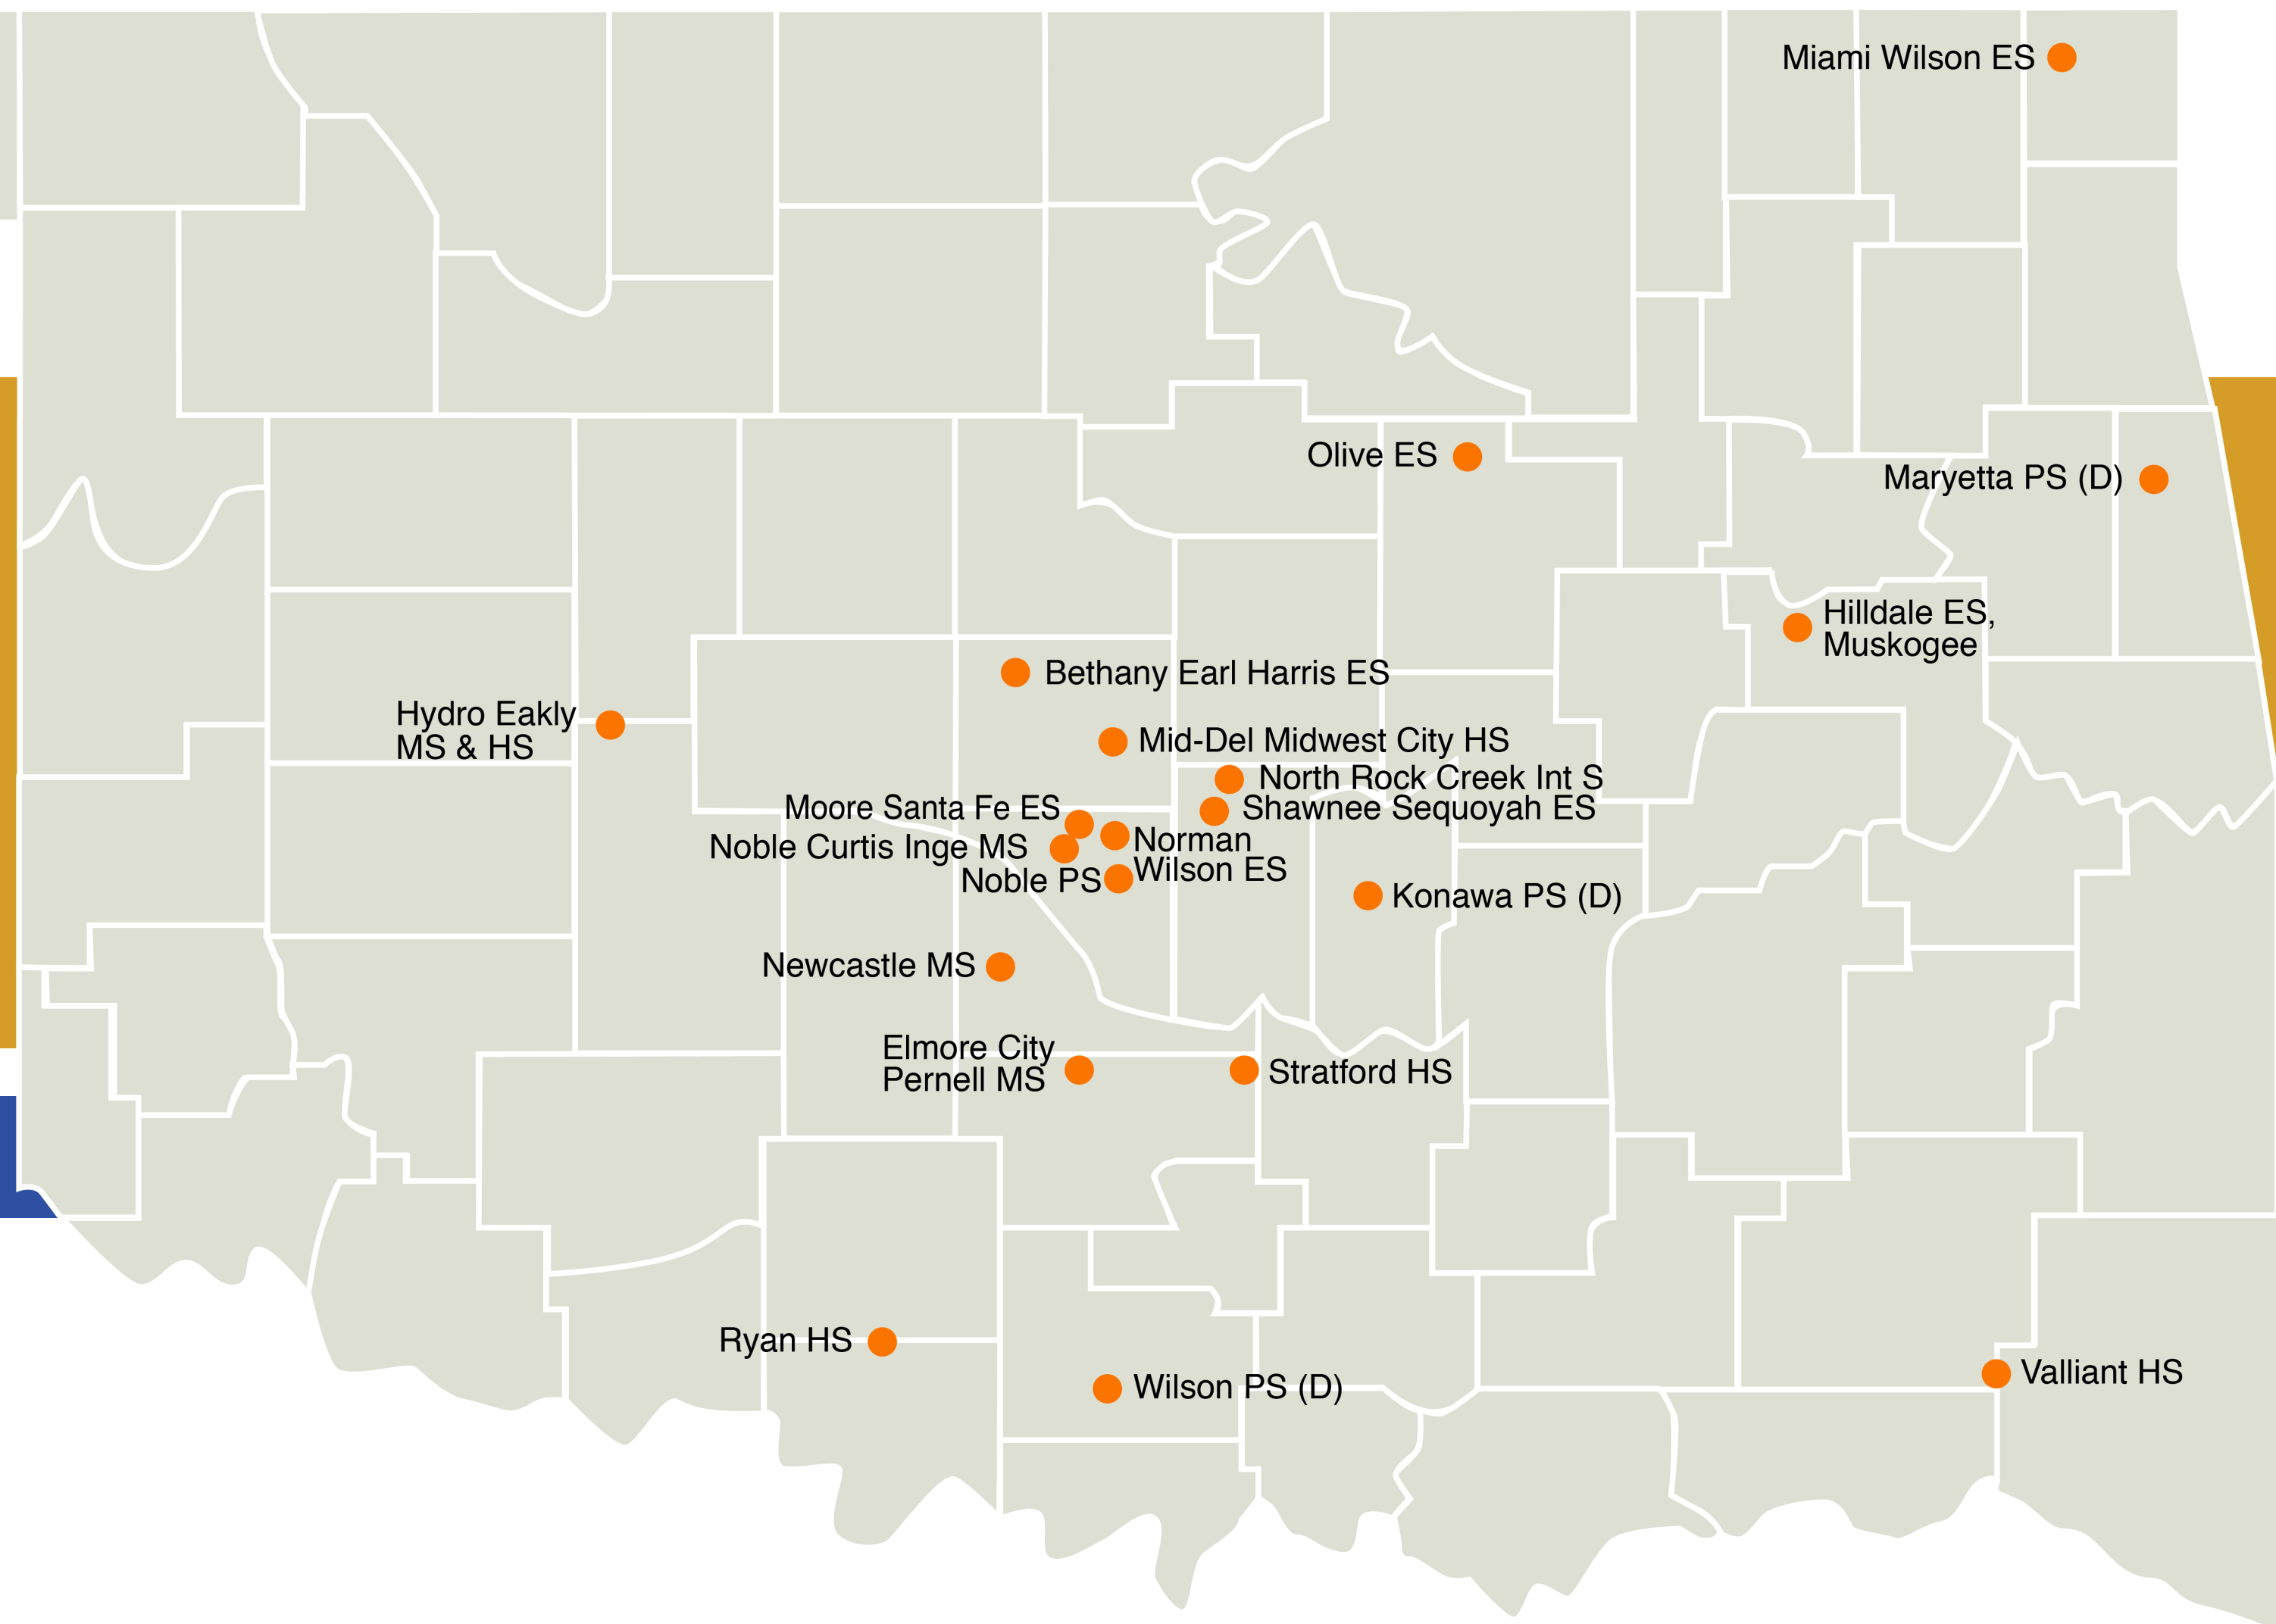 Miami Wilson ES
Olive ES
Maryetta PS (D)
Hilldale ES,
Muskogee
Bethany Earl Harris ES
Hydro Eakly
MS & HS
Mid-Del Midwest City HS
North Rock Creek Int S
Moore Santa Fe ES
Shawnee Sequoyah ES
Noble Curtis Inge MS
Norman
Wilson ES
Noble PS
Konawa PS (D)
Newcastle MS
Elmore City
Pernell MS
Stratford HS
Ryan HS
Wilson PS (D)
Valliant HS